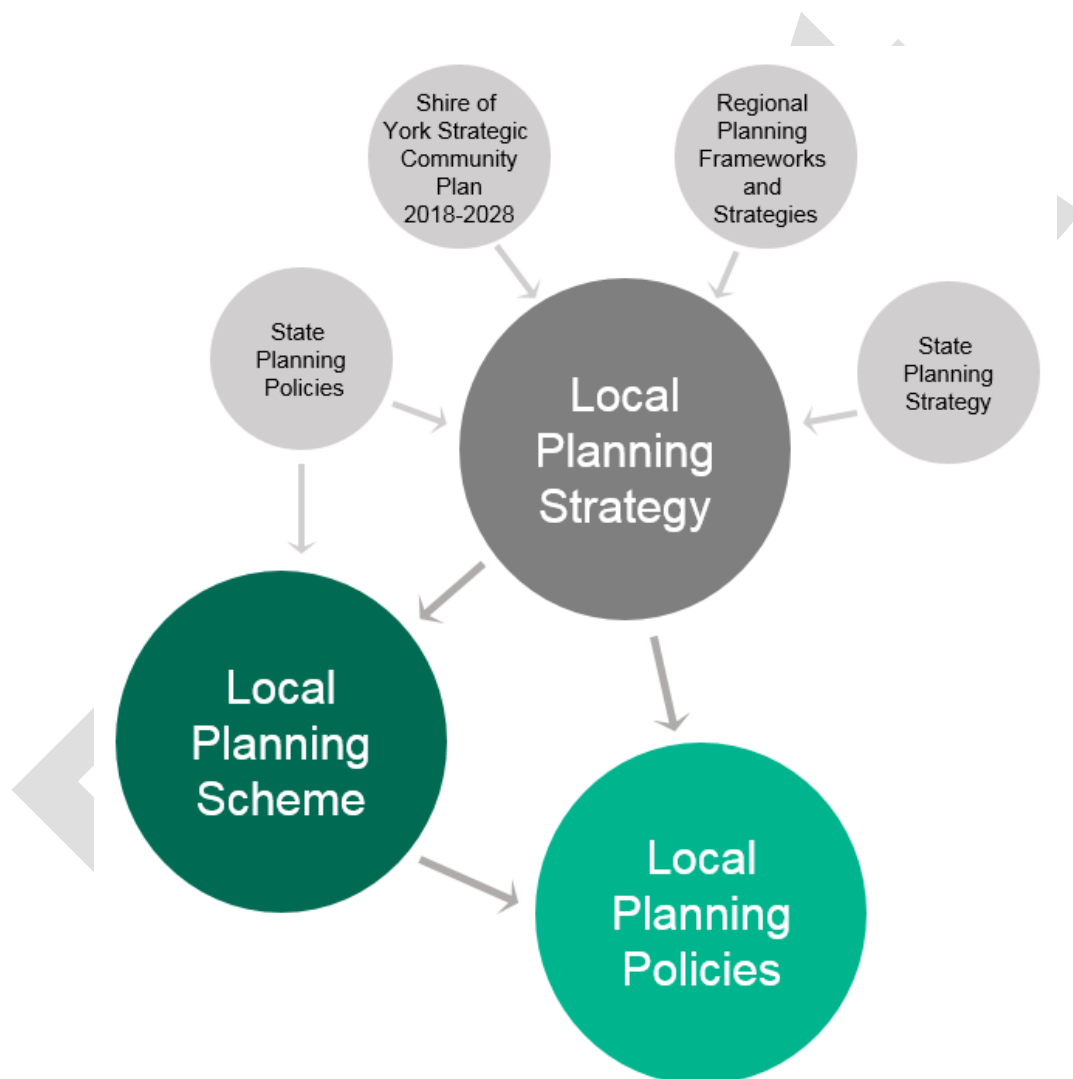 Shire of
York Strategic
Community
Plan
2018-2028
Regional
Planning
Frameworks
and
Strategies
State
Planning
Policies
State
Planning
Strategy
Local
Planning
Strategy
Local
Planning
Scheme
Local
Planning
Policies